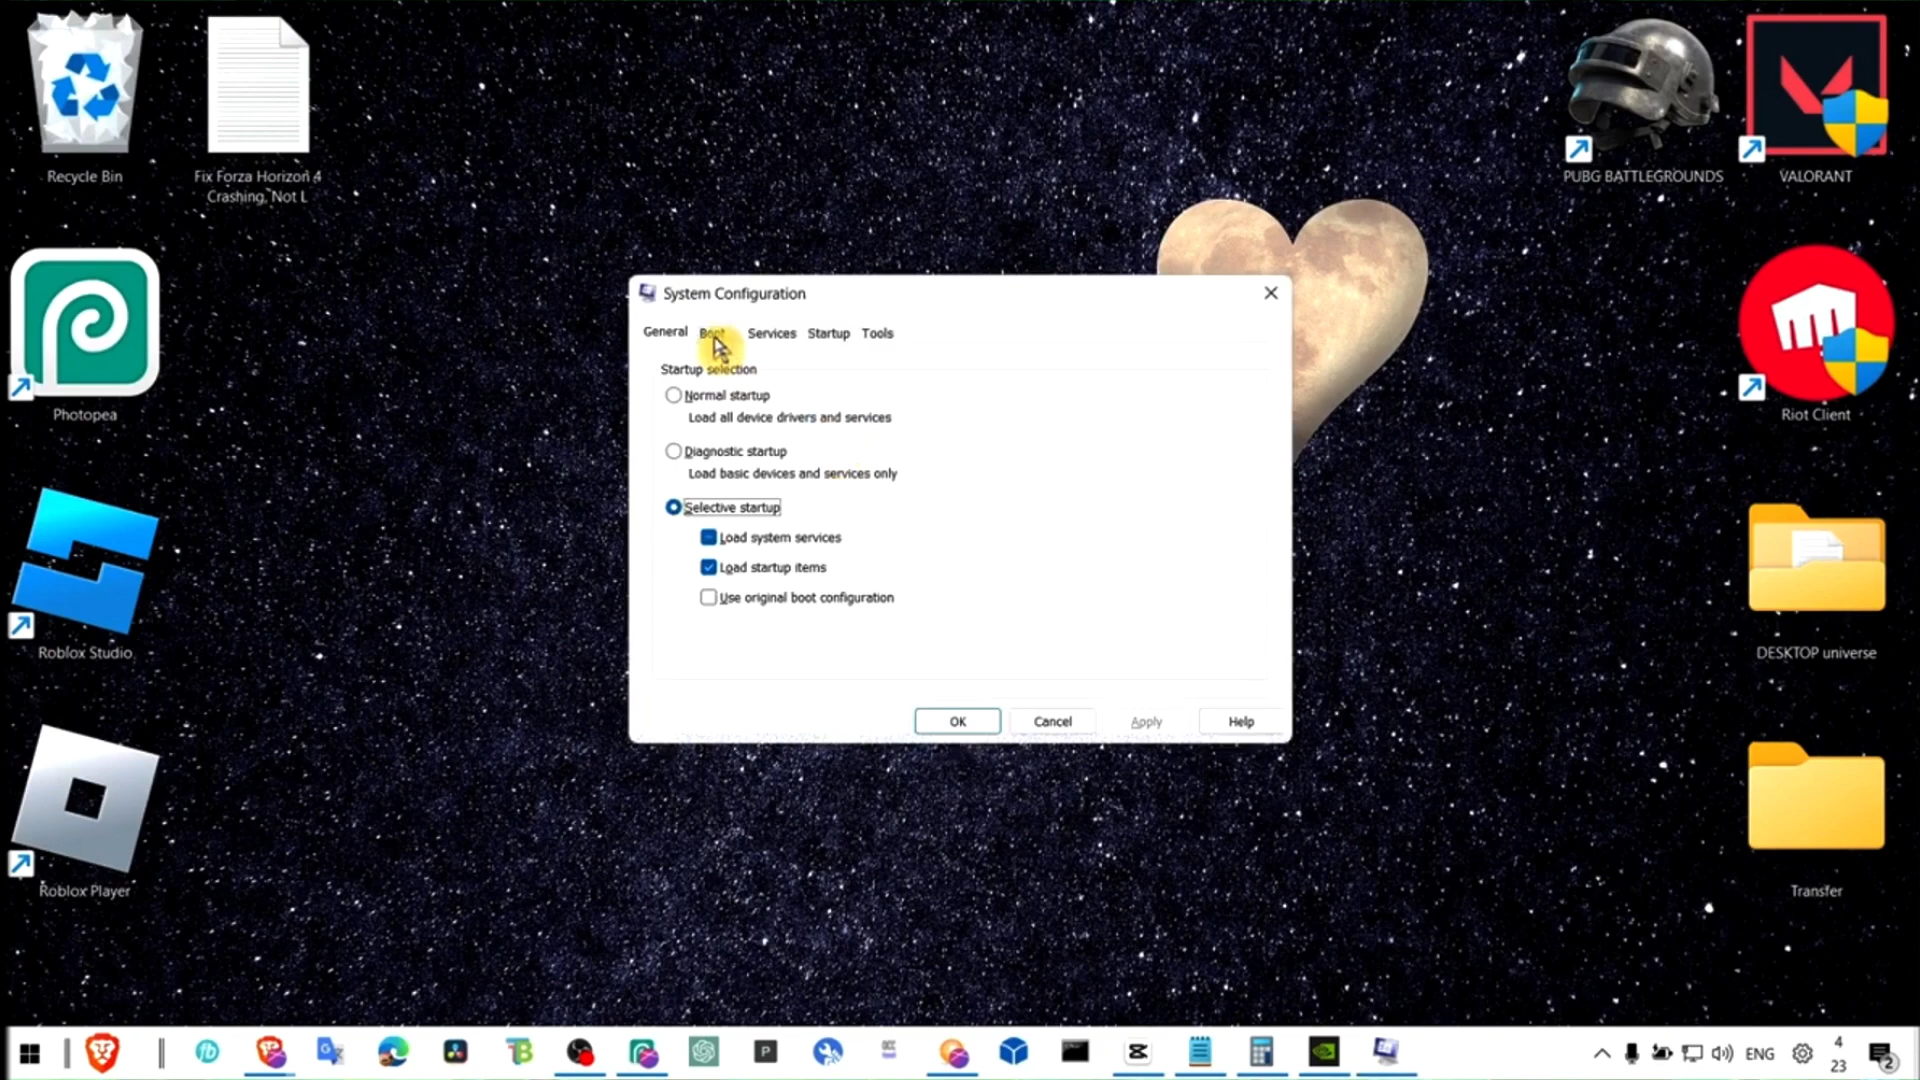 Recycle Bin
Fix Forza Horizon 4
Crashing, Not L
PUBG BATTLEGROUNDS
VALORANT
Photopea
Riot Client
Roblox Studio
DESKTOP universe
Roblox Player
Transfer
System Configuration
General Boot Services Startup Tools
Startup selection
Normal startup
Load all device drivers and services
Diagnostic startup
Load basic devices and services only
Selective startup
Load system services
Load startup items
Use original boot configuration
OK Cancel Apply Help
ENG
4
23
2